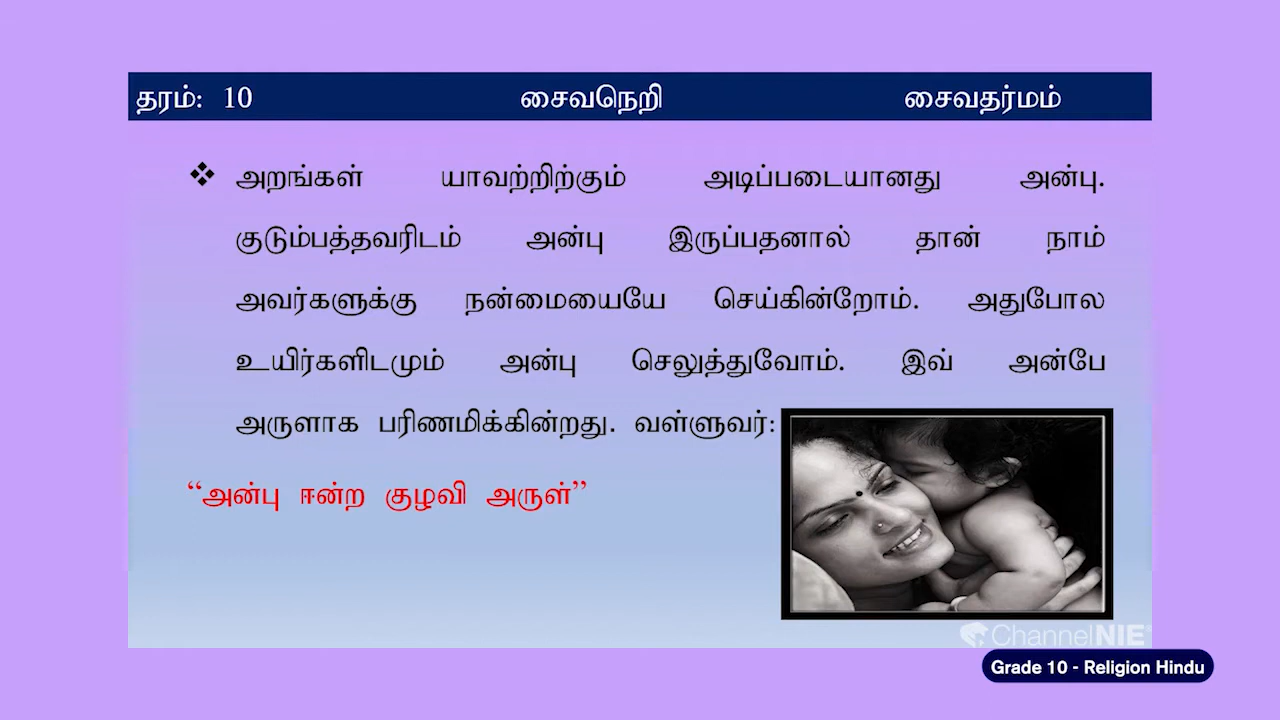 தரம்: 10 சைவநெறி சைவதர்மம்
❖ அறங்கள் யாவற்றிற்கும் அடிப்படையானது அன்பு.
குடும்பத்தவரிடம் அன்பு இருப்பதனால் தான் நாம்
அவர்களுக்கு நன்மையையே செய்கின்றோம். அதுபோல
உயிர்களிடமும் அன்பு செலுத்துவோம். இவ் அன்பே
அருளாக பரிணமிக்கின்றது. வள்ளுவர்:
“அன்பு ஈன்ற குழவி அருள்”
ChannelNIE
Grade 10 - Religion Hindu